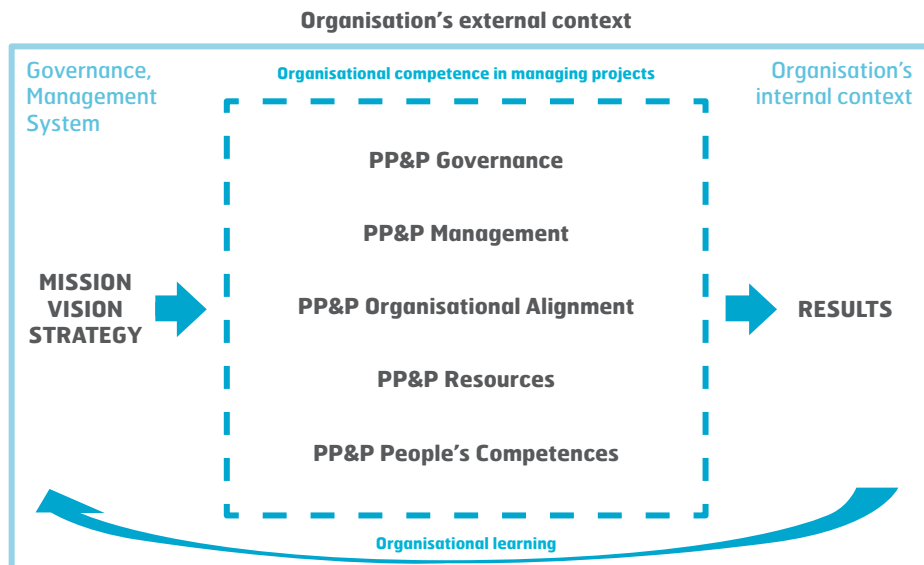 Organisation's external context
Governance,
Management
System
Organisational competence in managing projects
Organisation's
internal context
PP&P Governance
PP&P Management
MISSION
VISION
STRATEGY
PP&P Organisational Alignment
RESULTS
PP&P Resources
PP&P People's Competences
Organisational learning